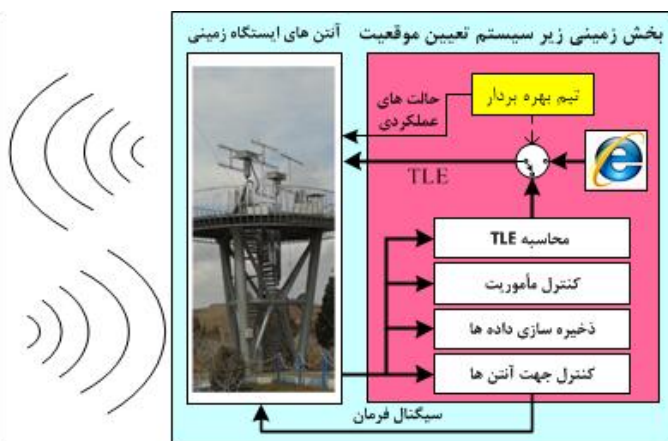 بخش زمینی زیر سیستم تعیین موقعیت
آنتن های ایستگاه زمینی
تیم بهره بردار
حالت های
عملکردی
TLE
محاسبه TLE
کنترل مأموریت
ذخیره سازی داده ها
کنترل جهت آنتن ها
سیگنال فرمان